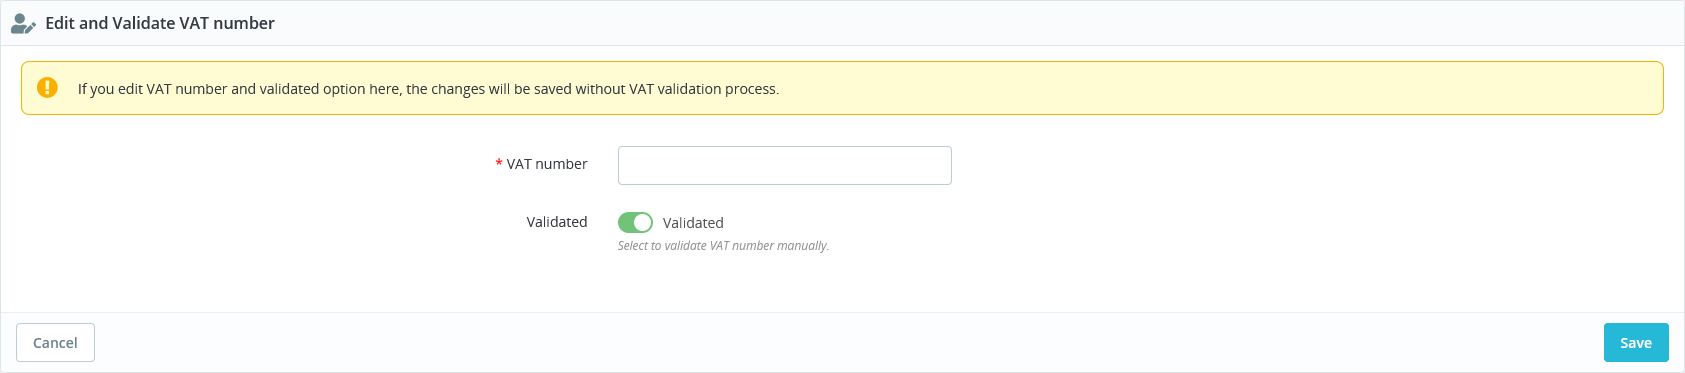 Edit and Validate VAT number
If you edit VAT number and validated option here, the changes will be saved without VAT validation process.
* VAT number
Validated
Validated
Select to validate VAT number manually.
Cancel
Save